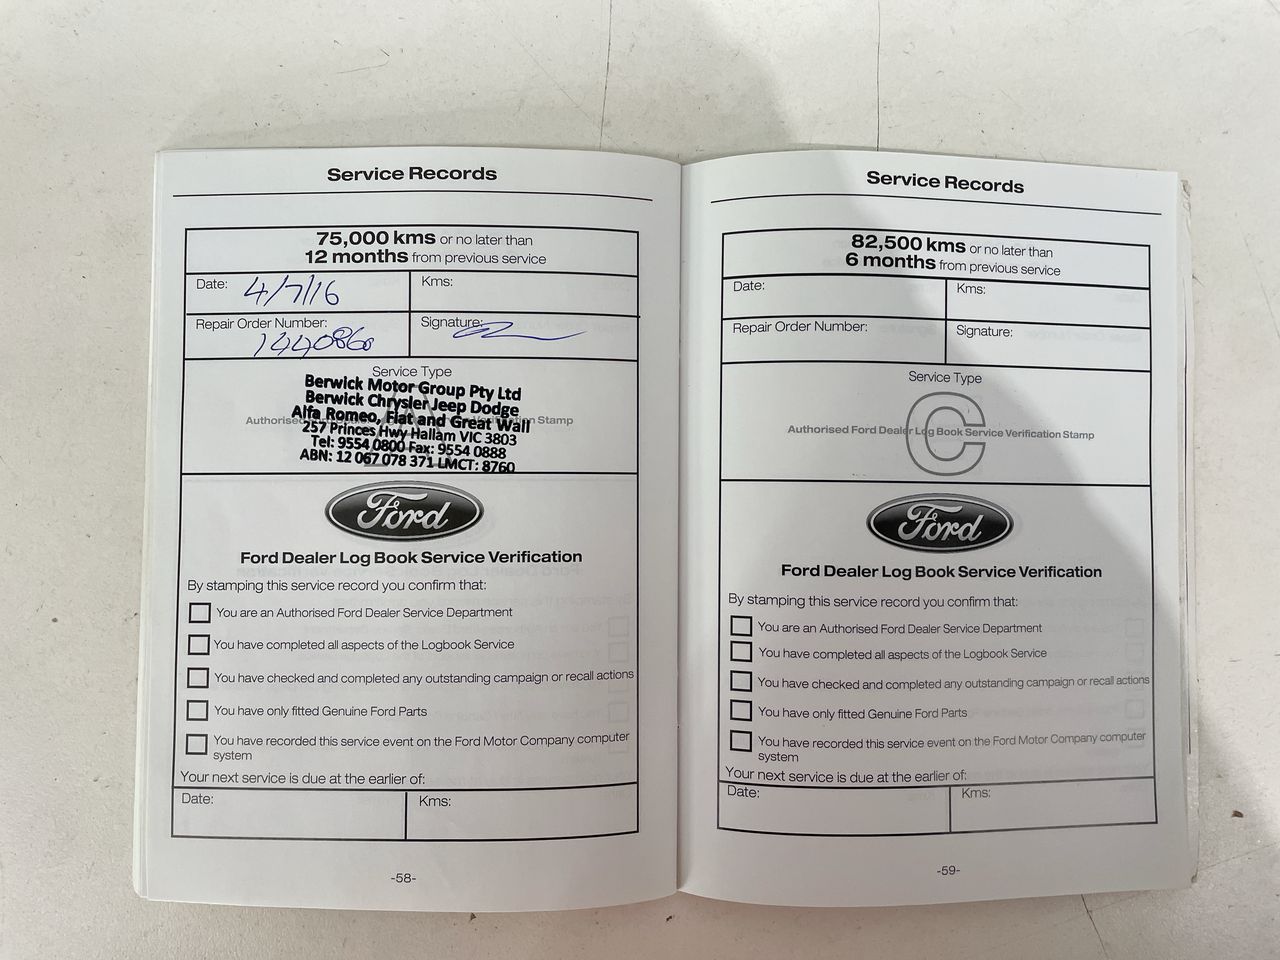 Service Records
75,000 kms or no later than
12 months from previous service
Date: 4/7/16
Kms:
Repair Order Number: 1440860
Signature:
Service Type
Berwick Motor Group Pty Ltd
Berwick Chrysler Jeep Dodge
Alfa Romeo, Fiat and Great Wall
Authorised Verification Stamp
257 Princes Hwy Hallam VIC 3803
Tel: 9554 0800 Fax: 9554 0888
ABN: 12 067 078 371 LMCT: 8760
Ford
Ford Dealer Log Book Service Verification
By stamping this service record you confirm that:
You are an Authorised Ford Dealer Service Department
You have completed all aspects of the Logbook Service
You have checked and completed any outstanding campaign or recall actions
You have only fitted Genuine Ford Parts
You have recorded this service event on the Ford Motor Company computer
system
Your next service is due at the earlier of:
Date:
Kms:
-58-
Service Records
82,500 kms or no later than
6 months from previous service
Date:
Kms:
Repair Order Number:
Signature:
Service Type
C
Authorised Ford Dealer Log Book Service Verification Stamp
Ford
Ford Dealer Log Book Service Verification
By stamping this service record you confirm that:
You are an Authorised Ford Dealer Service Department
You have completed all aspects of the Logbook Service
You have checked and completed any outstanding campaign or recall actions
You have only fitted Genuine Ford Parts
You have recorded this service event on the Ford Motor Company computer
system
Your next service is due at the earlier of:
Date:
Kms:
-59-